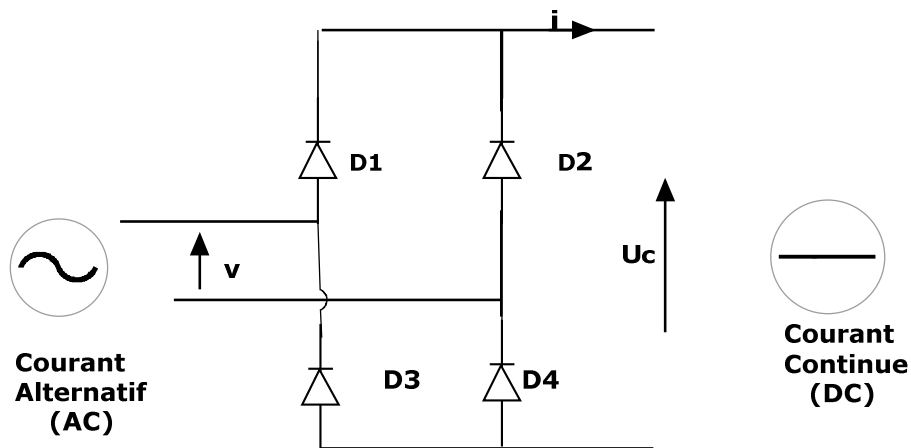 i
D1
D2
v
Uc
Courant
Alternatif
(AC)
D3
D4
Courant
Continue
(DC)